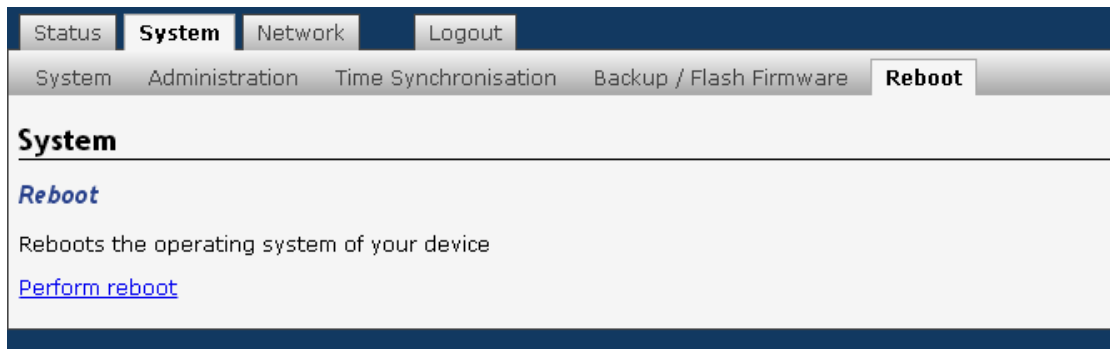 Status System Network Logout
System Administration Time Synchronisation Backup / Flash Firmware Reboot
System
Reboot
Reboots the operating system of your device
Perform reboot